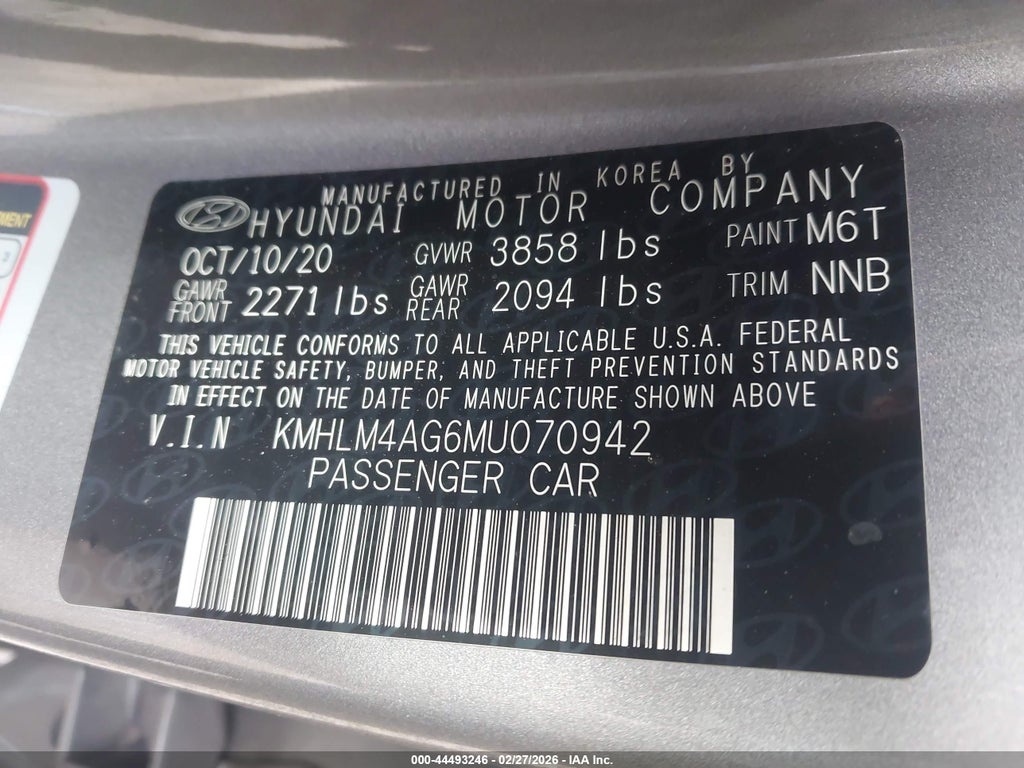 MANUFACTURED IN KOREA BY
HYUNDAI MOTOR COMPANY
OCT/10/20 GVWR 3858 lbs PAINT M6T
GAWR FRONT 2271 lbs GAWR REAR 2094 lbs TRIM NNB
THIS VEHICLE CONFORMS TO ALL APPLICABLE U.S.A. FEDERAL
MOTOR VEHICLE SAFETY, BUMPER, AND THEFT PREVENTION STANDARDS
IN EFFECT ON THE DATE OF MANUFACTURE SHOWN ABOVE
V.I.N KMHLM4AG6MU070942
PASSENGER CAR
000-44493246 - 02/27/2026 - IAA Inc.